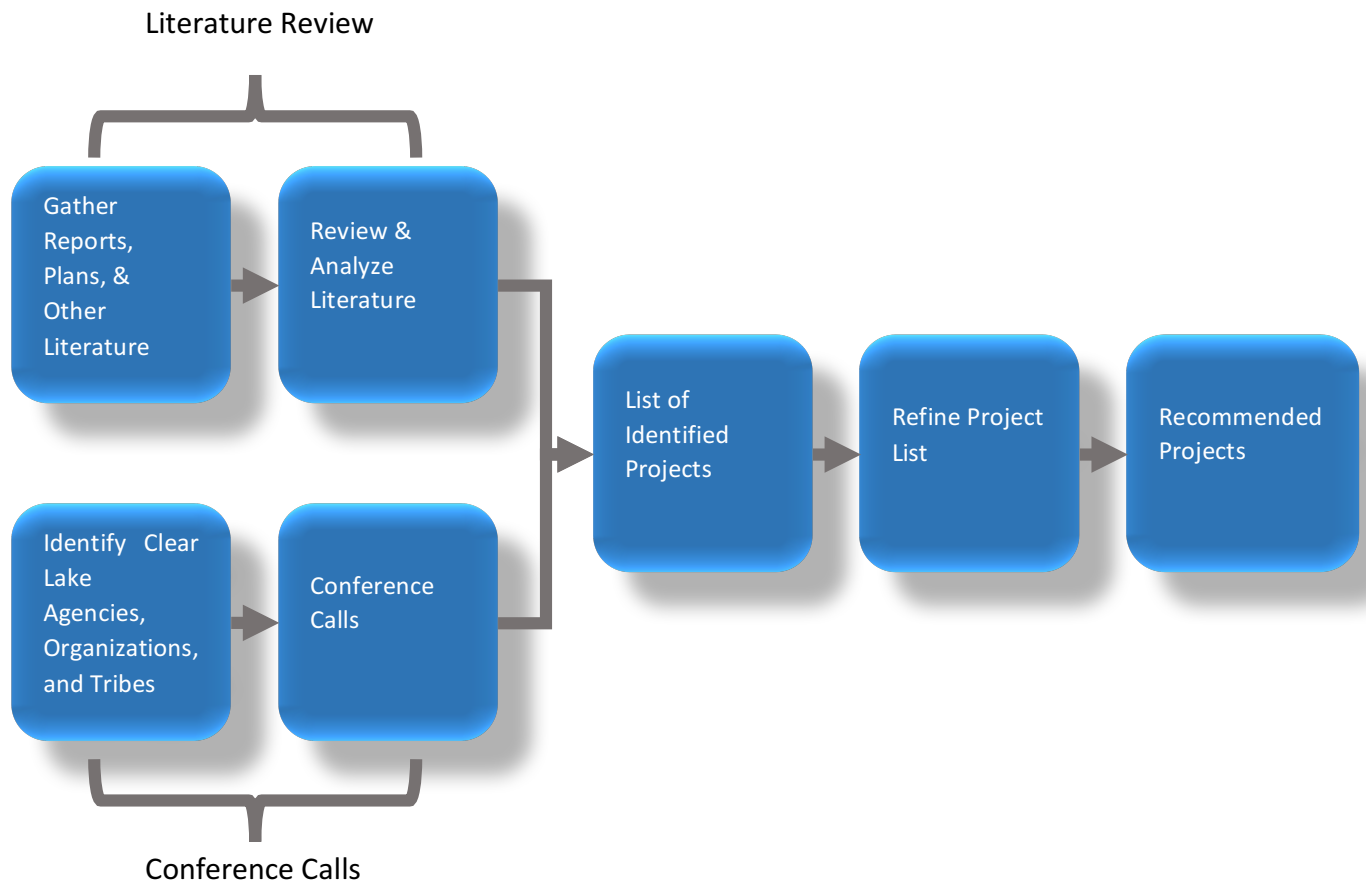 Literature Review
Gather
Reports,
Plans, &
Other
Literature
Review &
Analyze
Literature
List of
Identified
Projects
Refine Project
List
Recommended
Projects
Identify Clear
Lake
Agencies,
Organizations,
and Tribes
Conference
Calls
Conference Calls